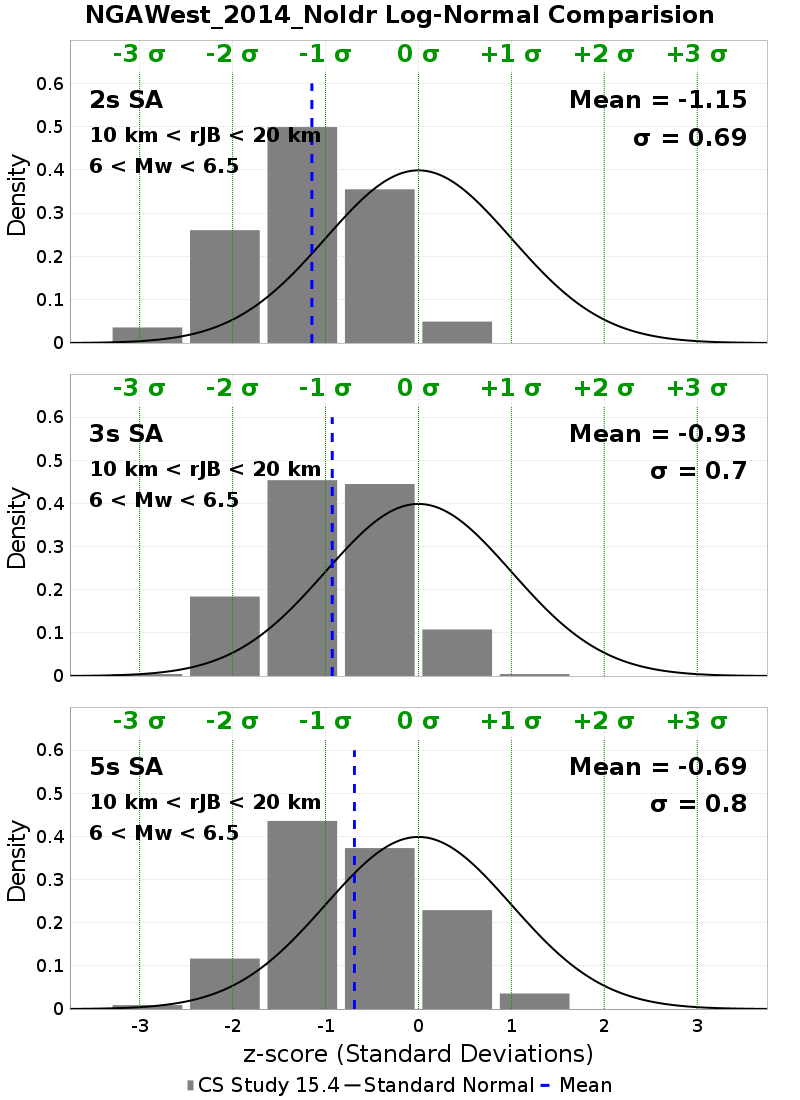 NGAWest_2014_NoIdr Log-Normal Comparision
-3 σ -2 σ -1 σ 0 σ +1 σ +2 σ +3 σ
0.6
2s SA Mean = -1.15
0.5 10 km < rJB < 20 km σ = 0.69
0.4 6 < Mw < 6.5
0.3
0.2
0.1
0
Density
-3 σ -2 σ -1 σ 0 σ +1 σ +2 σ +3 σ
0.6
3s SA Mean = -0.93
0.5 10 km < rJB < 20 km σ = 0.7
0.4 6 < Mw < 6.5
0.3
0.2
0.1
0
Density
-3 σ -2 σ -1 σ 0 σ +1 σ +2 σ +3 σ
0.6
5s SA Mean = -0.69
0.5 10 km < rJB < 20 km σ = 0.8
0.4 6 < Mw < 6.5
0.3
0.2
0.1
0
Density
-3 -2 -1 0 1 2 3
z-score (Standard Deviations)
CS Study 15.4 Standard Normal Mean